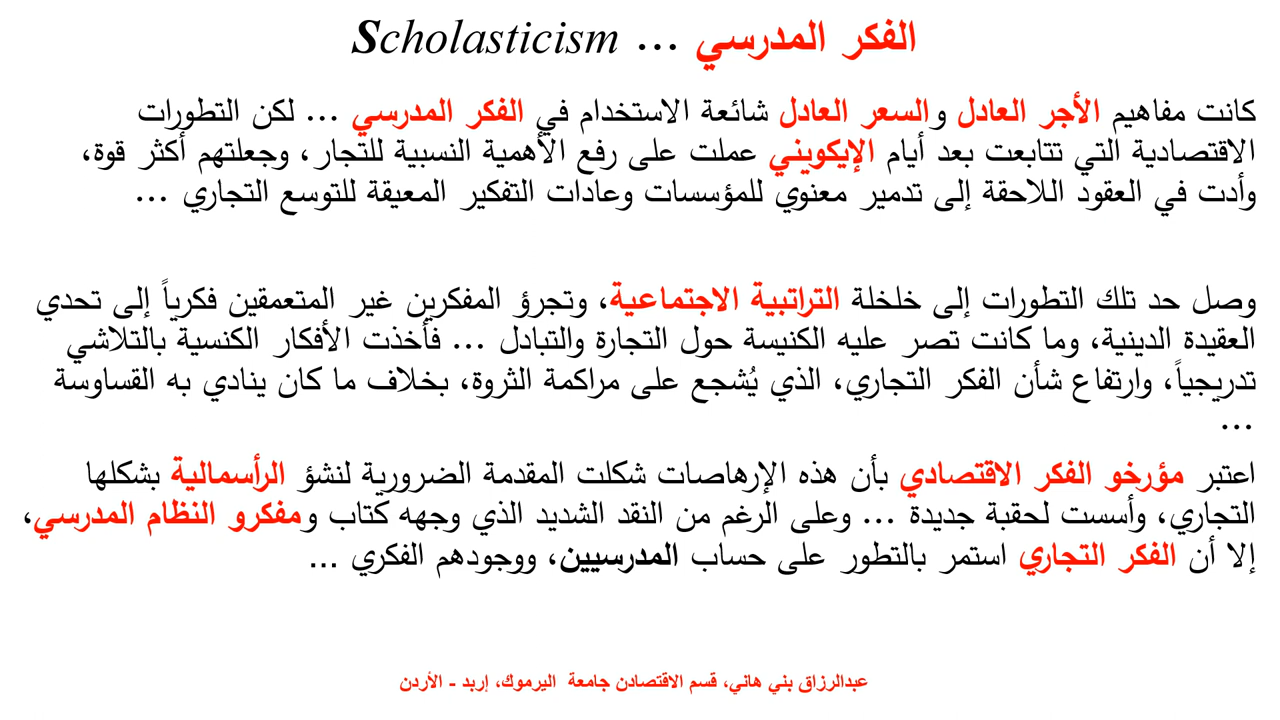 الفكر المدرسي ... Scholasticism
كانت مفاهيم الأجر العادل والسعر العادل شائعة الاستخدام في الفكر المدرسي ... لكن التطورات
الاقتصادية التي تتابعت بعد أيام الإيكويني عملت على رفع الأهمية النسبية للتجار، وجعلتهم أكثر قوة،
وأدت في العقود اللاحقة إلى تدمير معنوي للمؤسسات وعادات التفكير المعيقة للتوسع التجاري ...
وصل حد تلك التطورات إلى خلخلة التراتبية الاجتماعية، وتجرؤ المفكرين غير المتعمقين فكرياً إلى تحدي
العقيدة الدينية، وما كانت تصر عليه الكنيسة حول التجارة والتبادل ... فأخذت الأفكار الكنسية بالتلاشي
تدريجياً، وارتفاع شأن الفكر التجاري، الذي يُشجع على مراكمة الثروة، بخلاف ما كان ينادي به القساوسة
...
اعتبر مؤرخو الفكر الاقتصادي بأن هذه الإرهاصات شكلت المقدمة الضرورية لنشؤ الرأسمالية بشكلها
التجاري، وأسست لحقبة جديدة ... وعلى الرغم من النقد الشديد الذي وجهه كتاب ومفكرو النظام المدرسي،
إلا أن الفكر التجاري استمر بالتطور على حساب المدرسيين، ووجودهم الفكري ...
عبدالرزاق بني هاني، قسم الاقتصادن جامعة اليرموك، إربد - الأردن